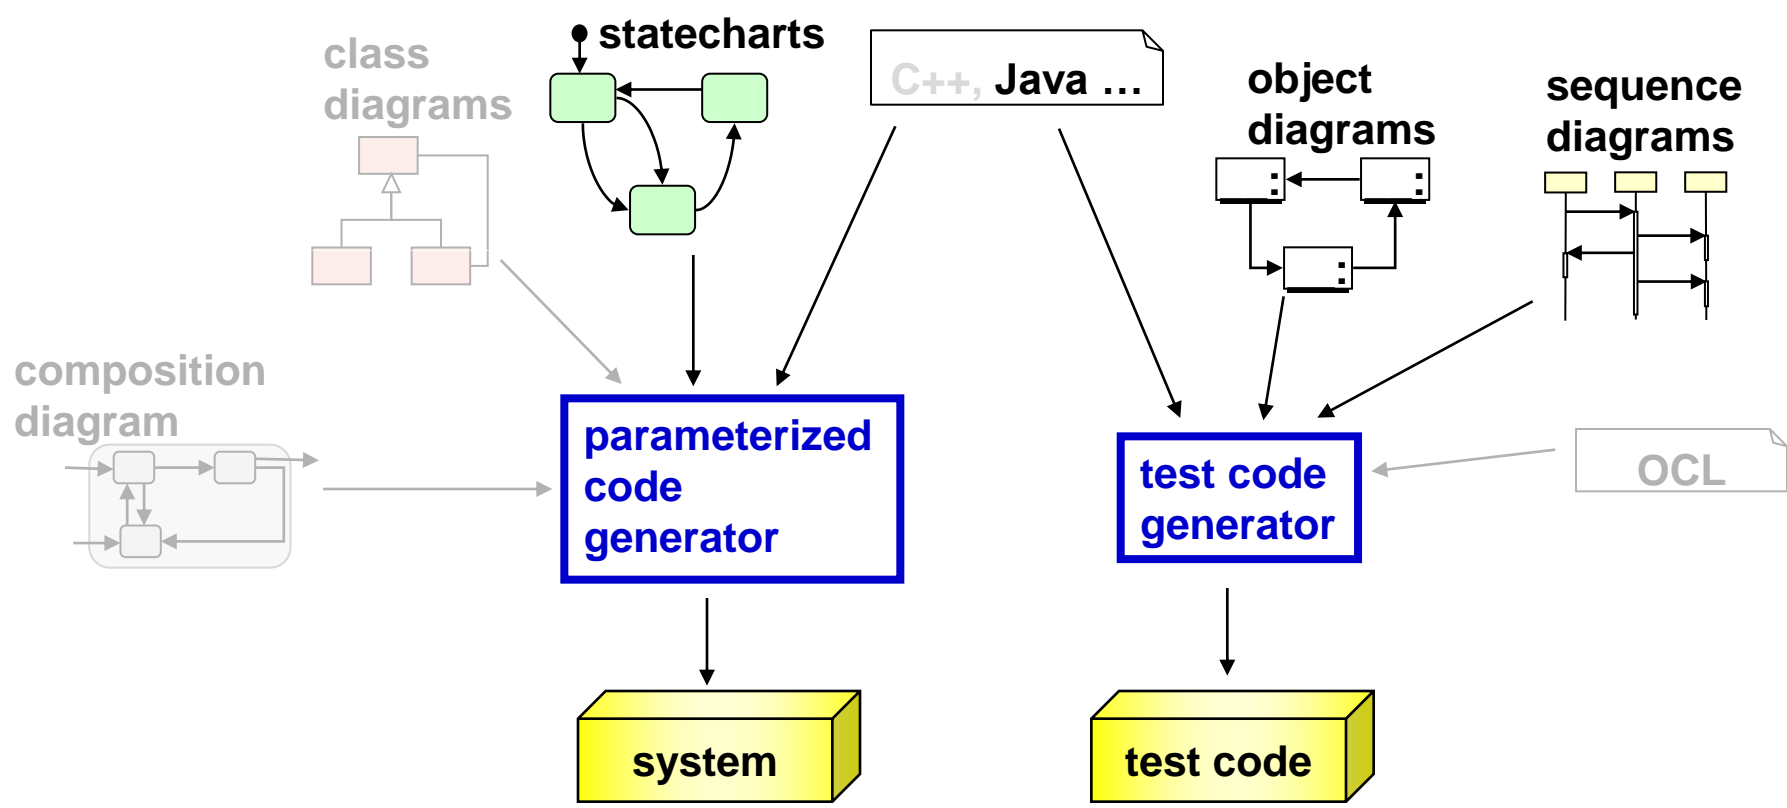 statecharts
class
diagrams
C++, Java …
object
diagrams
sequence
diagrams
:
:
:
composition
diagram
parameterized
code
generator
test code
generator
OCL
system
test code